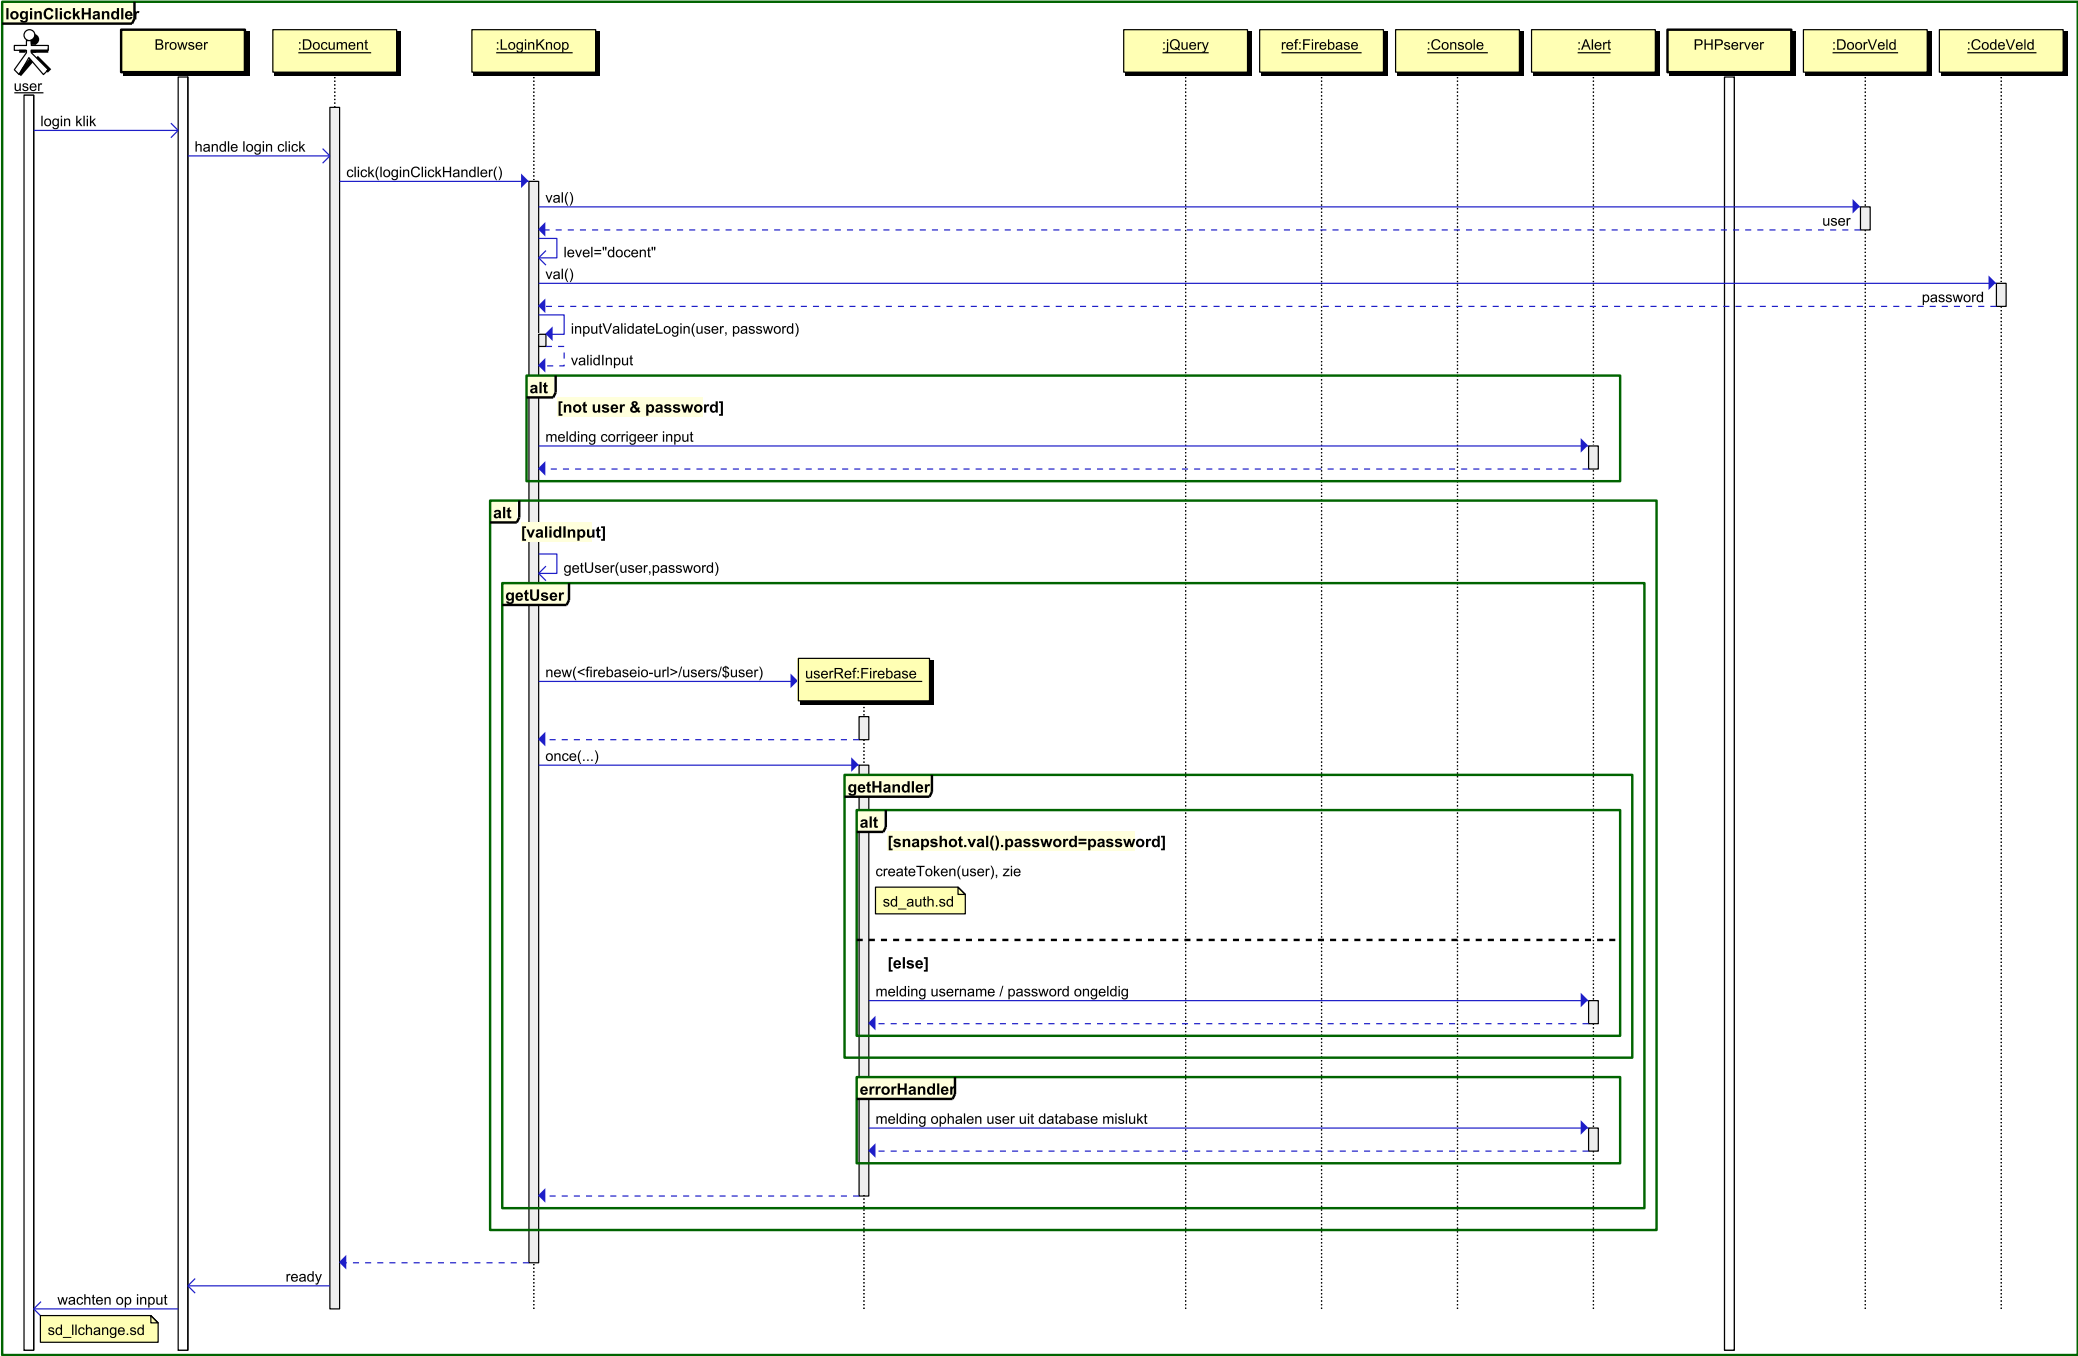 loginClickHandler
user
Browser
:Document
:LoginKnop
:jQuery
ref:Firebase
:Console
:Alert
PHPserver
:DoorVeld
:CodeVeld
login klik
handle login click
click(loginClickHandler()
val()
user
level="docent"
val()
password
inputValidateLogin(user, password)
validInput
alt
[not user & password]
melding corrigeer input
alt
[validInput]
getUser(user,password)
getUser
new(<firebaseio-url>/users/$user)
userRef:Firebase
once(...)
getHandler
alt
[snapshot.val().password=password]
createToken(user), zie
sd_auth.sd
[else]
melding username / password ongeldig
errorHandler
melding ophalen user uit database mislukt
ready
wachten op input
sd_llchange.sd